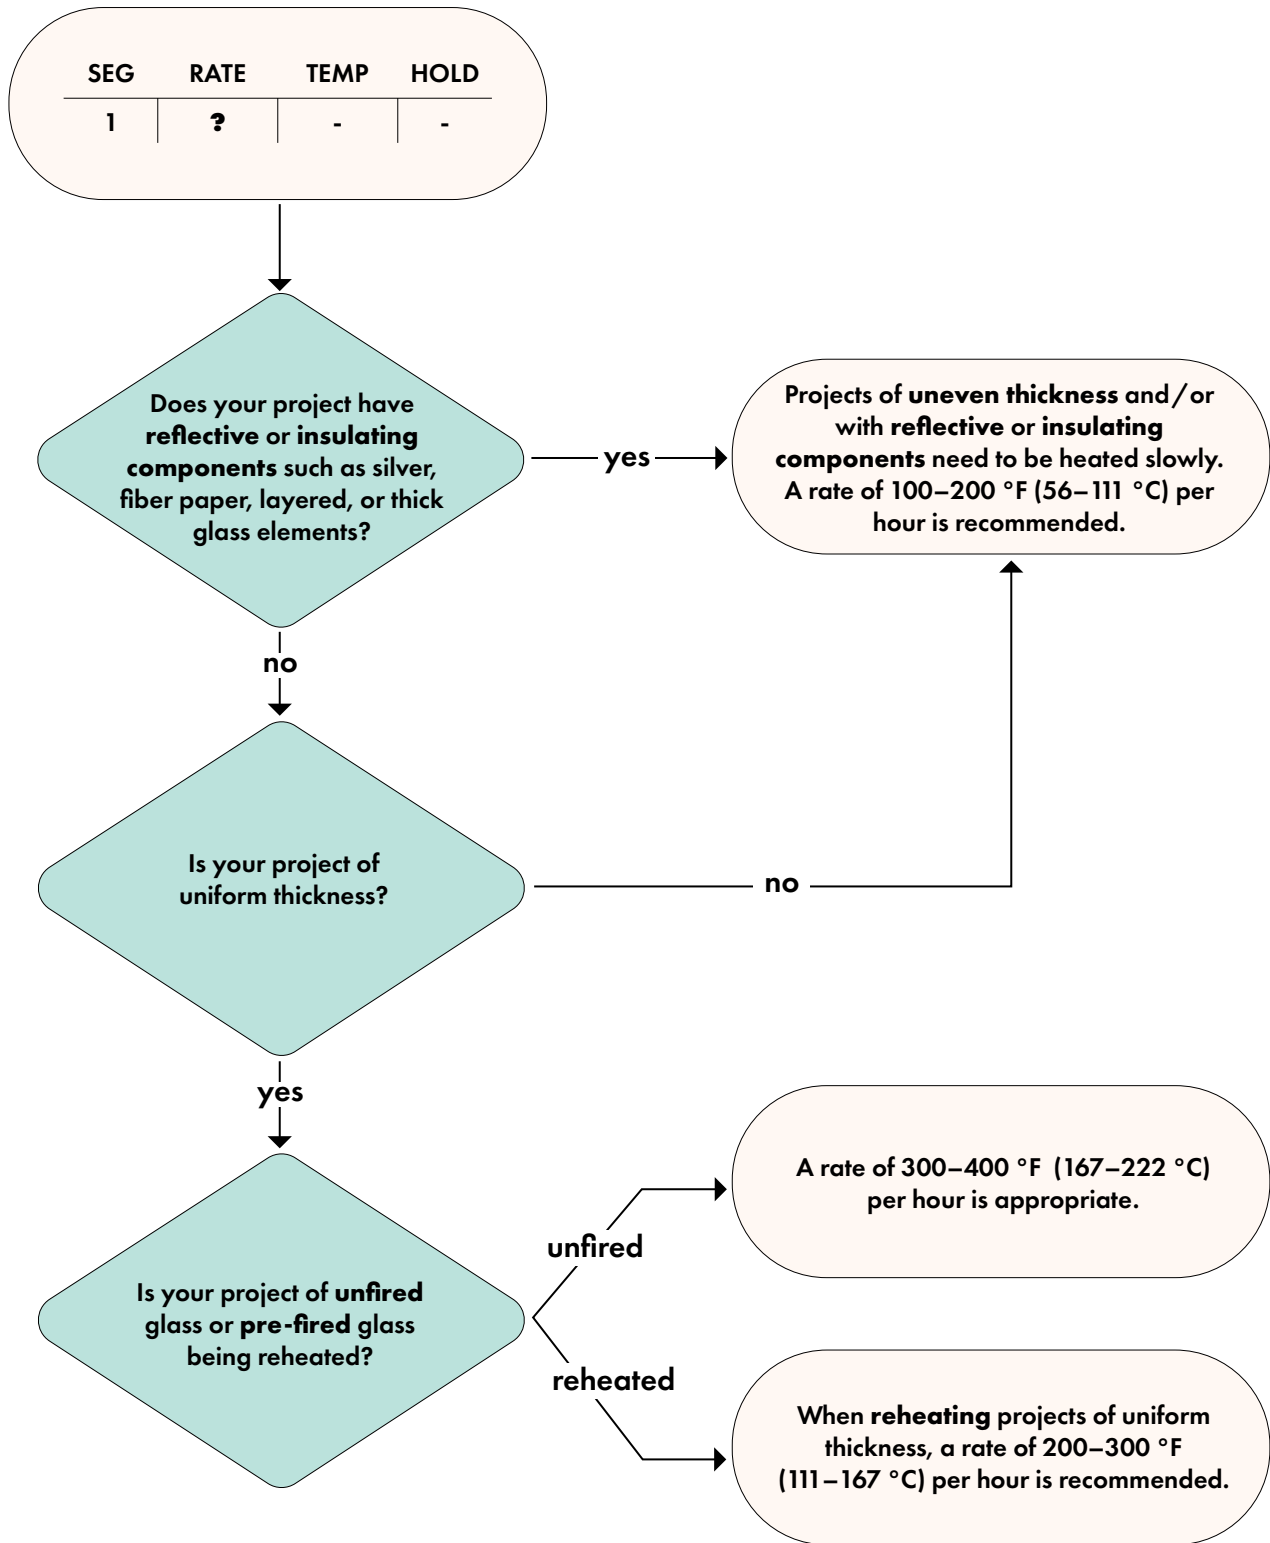 SEG RATE TEMP HOLD
1 ? - -
Does your project have
reflective or insulating
components such as silver,
fiber paper, layered, or thick
glass elements?
yes
Projects of uneven thickness and/or
with reflective or insulating
components need to be heated slowly.
A rate of 100–200 °F (56–111 °C) per
hour is recommended.
no
Is your project of
uniform thickness?
no
yes
Is your project of unfired
glass or pre-fired glass
being reheated?
unfired
A rate of 300–400 °F (167–222 °C)
per hour is appropriate.
reheated
When reheating projects of uniform
thickness, a rate of 200–300 °F
(111–167 °C) per hour is recommended.